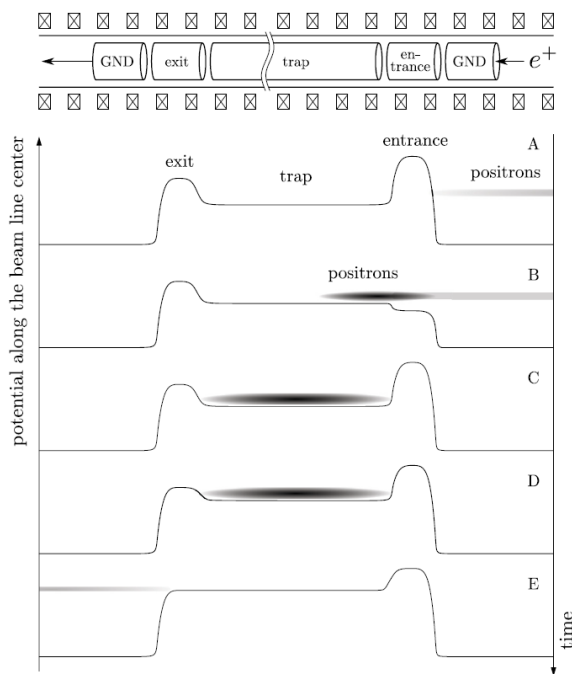 GND
exit
trap
en-
trance
GND
e⁺
A
exit
trap
entrance
positrons
B
positrons
C
D
E
potential along the beam line center
time